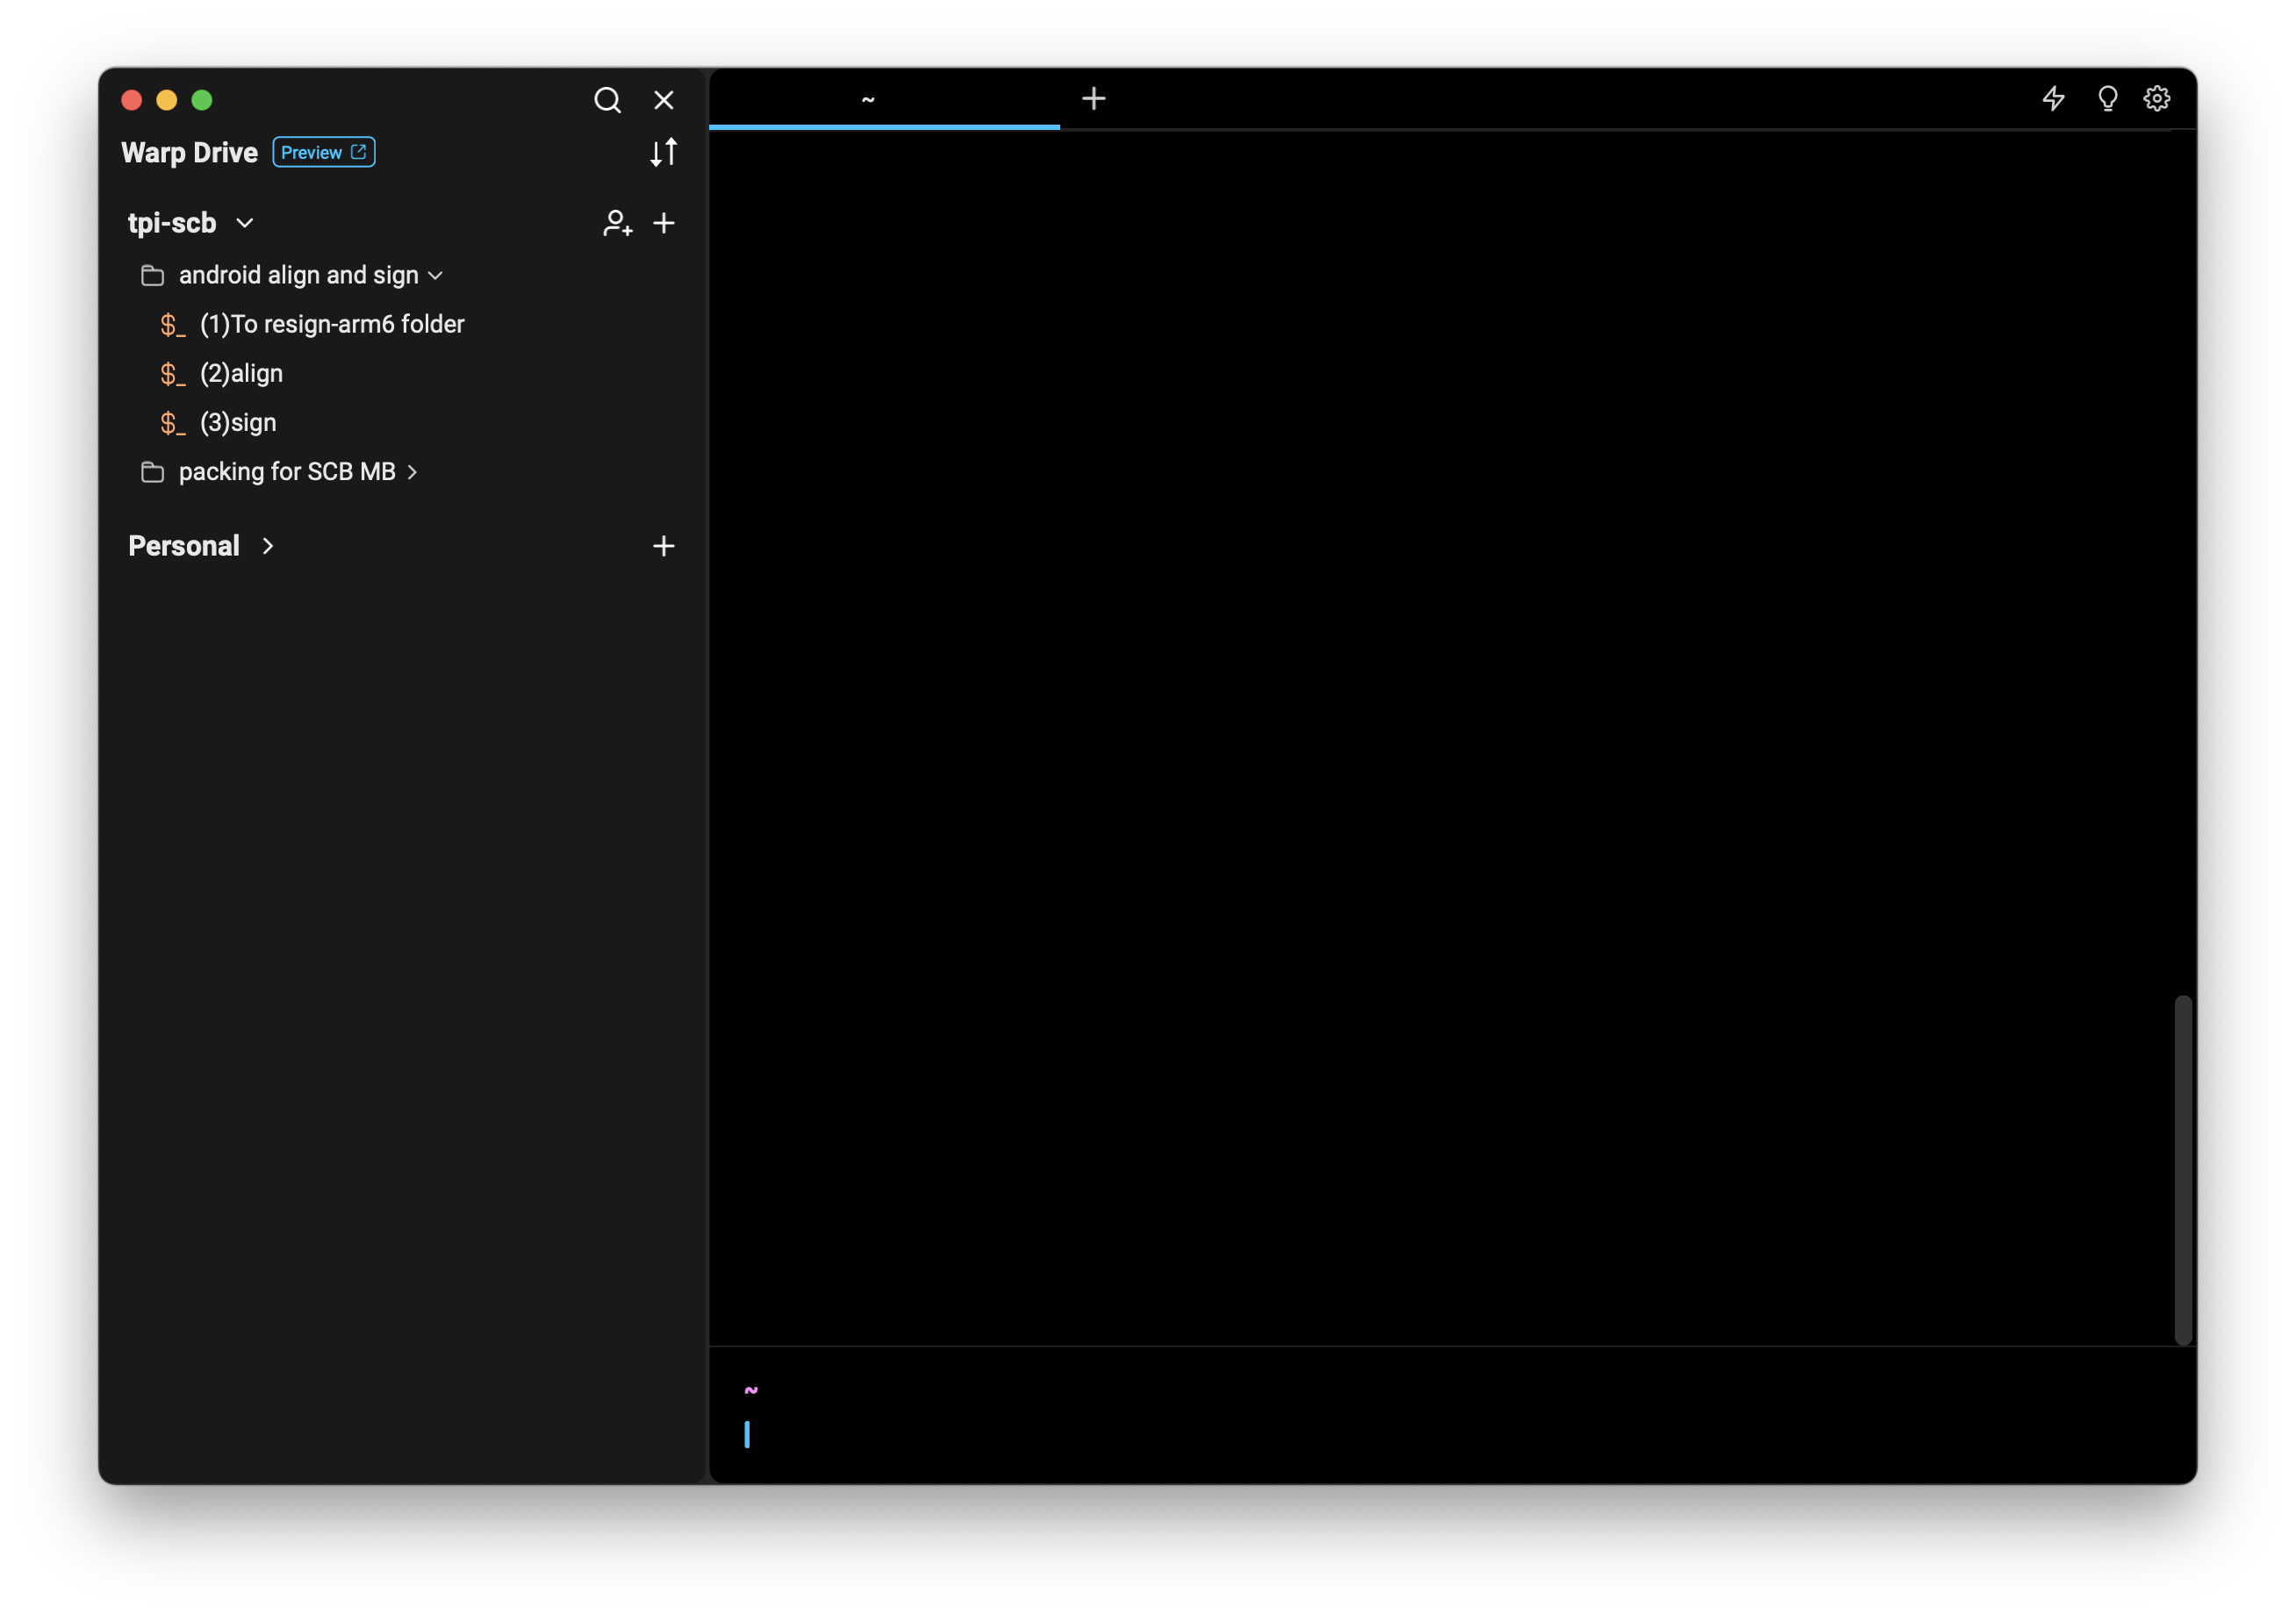 Warp Drive Preview
tpi-scb
android align and sign
$_ (1)To resign-arm6 folder
$_ (2)align
$_ (3)sign
packing for SCB MB
Personal
~
~